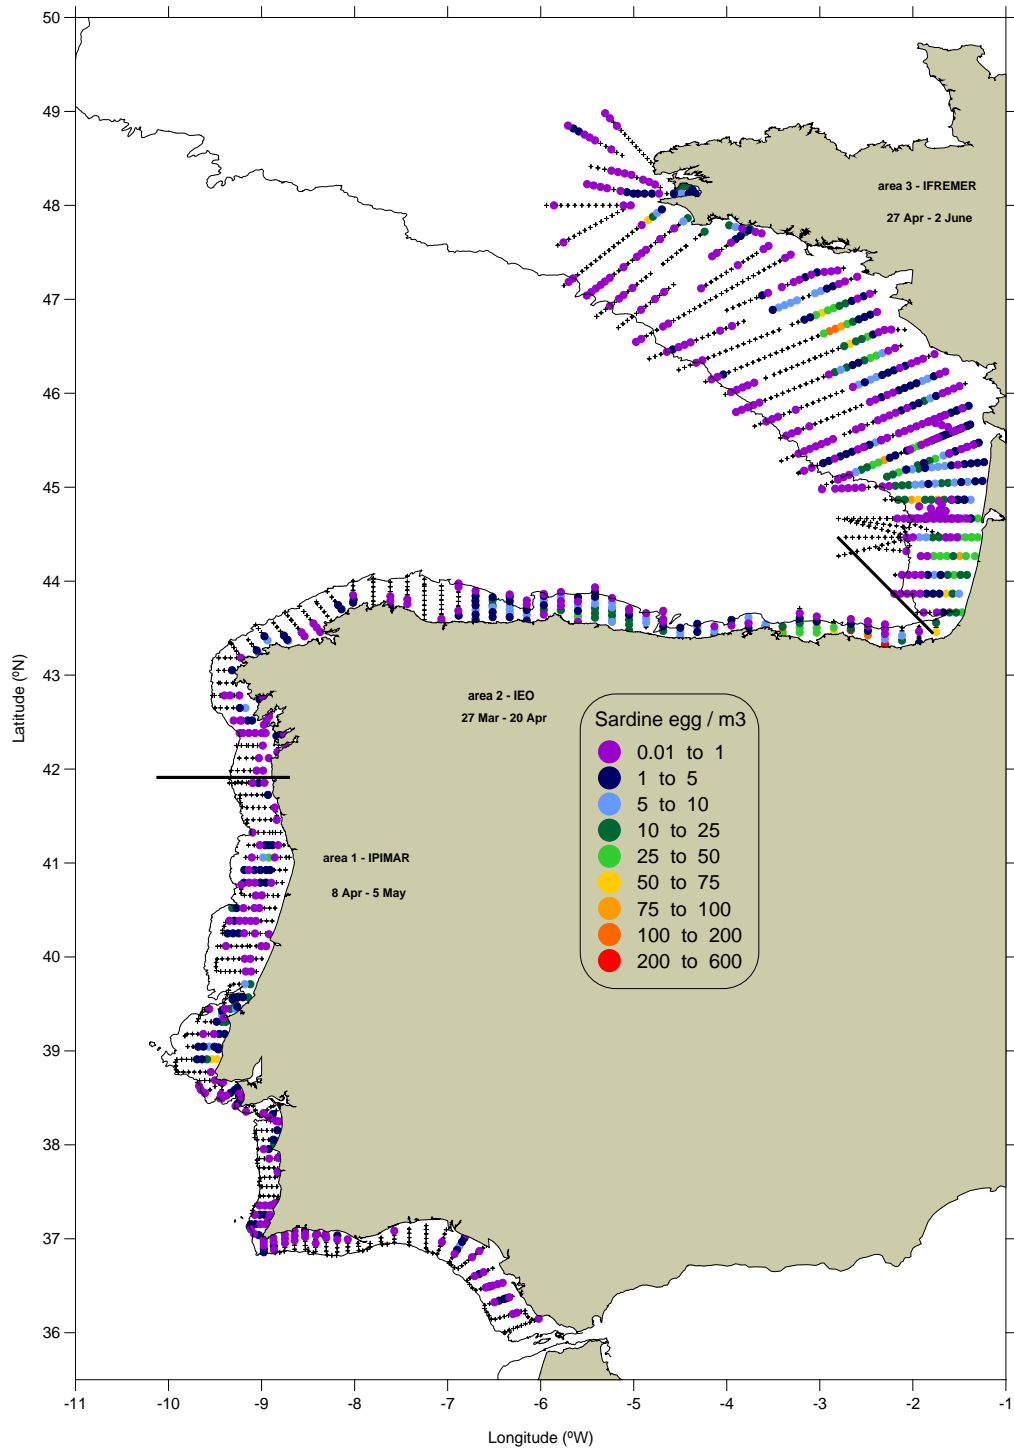 50
49
48
47
46
45
44
43
42
41
40
39
38
37
36
Latitude (ºN)
area 3 - IFREMER
27 Apr - 2 June
area 2 - IEO
27 Mar - 20 Apr
Sardine egg / m3
0.01 to 1
1 to 5
5 to 10
10 to 25
25 to 50
50 to 75
75 to 100
100 to 200
200 to 600
area 1 - IPIMAR
8 Apr - 5 May
-11 -10 -9 -8 -7 -6 -5 -4 -3 -2 -1
Longitude (ºW)